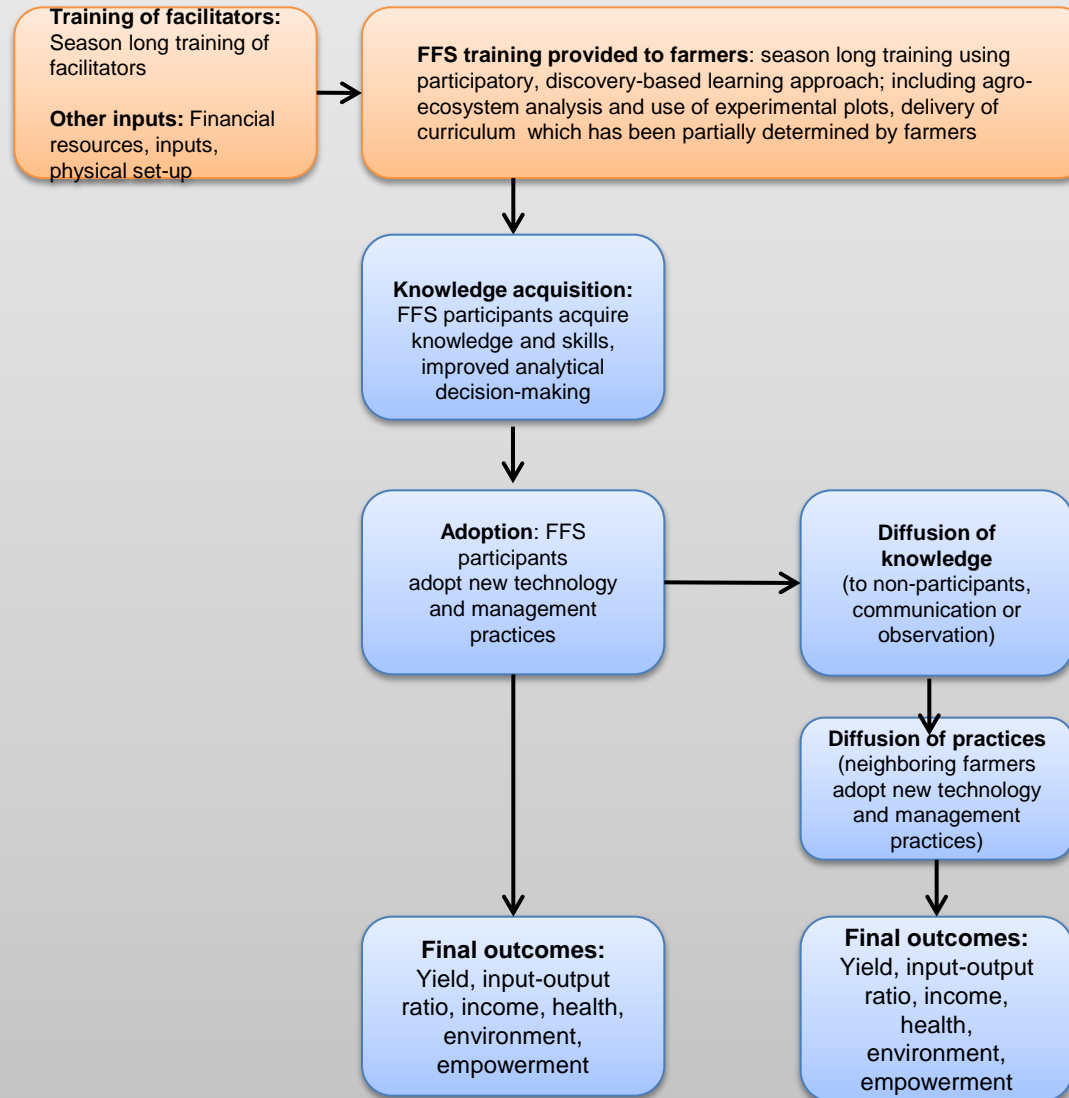 Training of facilitators:
Season long training of
facilitators
Other inputs: Financial
resources, inputs,
physical set-up
FFS training provided to farmers: season long training using
participatory, discovery-based learning approach; including agro-
ecosystem analysis and use of experimental plots, delivery of
curriculum which has been partially determined by farmers
Knowledge acquisition:
FFS participants acquire
knowledge and skills,
improved analytical
decision-making
Adoption: FFS
participants
adopt new technology
and management
practices
Diffusion of
knowledge
(to non-participants,
communication or
observation)
Diffusion of practices
(neighboring farmers
adopt new technology
and management
practices)
Final outcomes:
Yield, input-output
ratio, income, health,
environment,
empowerment
Final outcomes:
Yield, input-output
ratio, income,
health,
environment,
empowerment